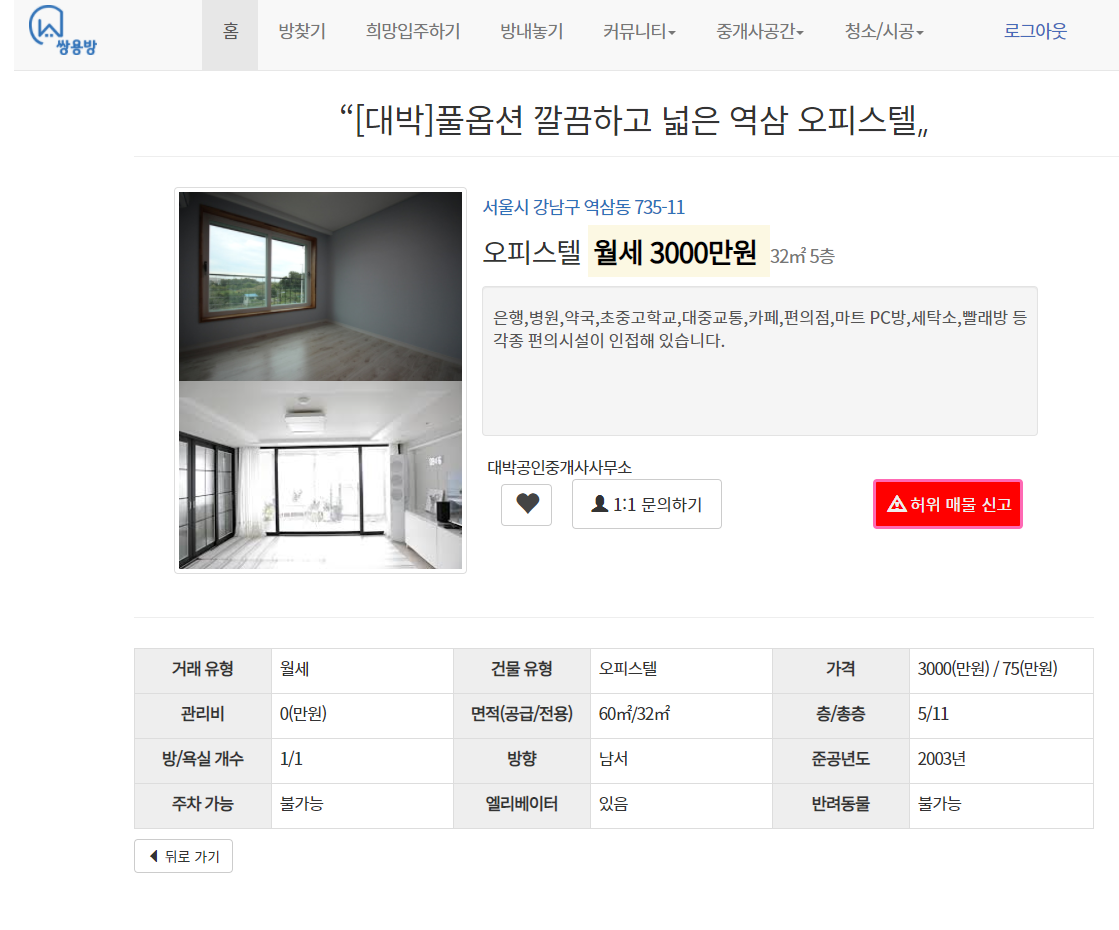 쌍용방
홈 방찾기 희망입주하기 방내놓기 커뮤니티 중개사공간 청소/시공 로그아웃
“[대박]풀옵션 깔끔하고 넓은 역삼 오피스텔„
서울시 강남구 역삼동 735-11
오피스텔 월세 3000만원 32㎡ 5층
은행,병원,약국,초중고학교,대중교통,카페,편의점,마트 PC방,세탁소,빨래방 등
각종 편의시설이 인접해 있습니다.
대박공인중개사사무소
1:1 문의하기 허위 매물 신고
거래 유형 월세 건물 유형 오피스텔 가격 3000(만원) / 75(만원)
관리비 0(만원) 면적(공급/전용) 60㎡/32㎡ 층/총층 5/11
방/욕실 개수 1/1 방향 남서 준공년도 2003년
주차 가능 불가능 엘리베이터 있음 반려동물 불가능
뒤로 가기